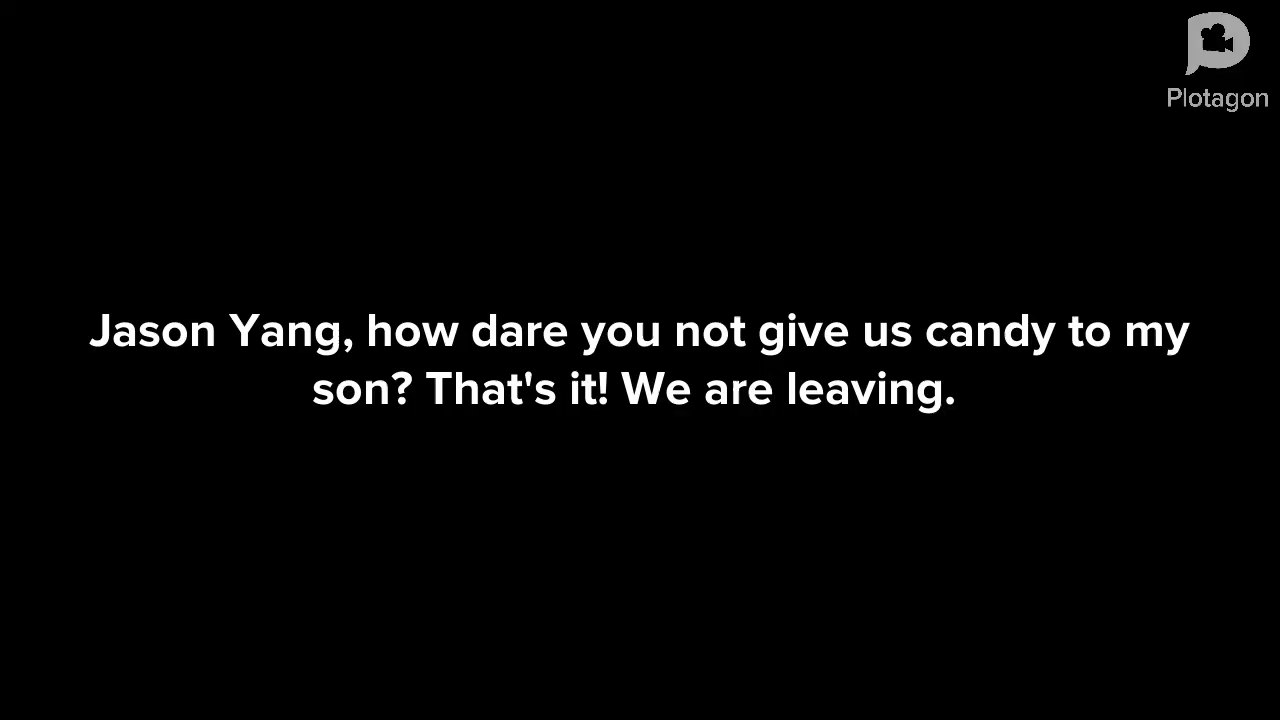 Plotagon
Jason Yang, how dare you not give us candy to my
son? That's it! We are leaving.